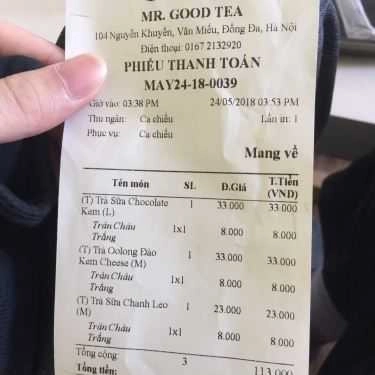 MR. GOOD TEA
104 Nguyễn Khuyến, Văn Miếu, Đống Đa, Hà Nội
Điện thoại: 0167 2132920
PHIẾU THANH TOÁN
MAY24-18-0039
Giờ vào: 03:38 PM 24/05/2018 03:53 PM
Thu ngân: Ca chiều Lần in: 1
Phục vụ: Ca chiều
Mang về
Tên món SL Đ.Giá T.Tiền (VND)
(T) Trà Sữa Chocolate 1 33.000 33.000
Kem (L)
Trân Châu 1x1 8.000 8.000
Trắng
(T) Trà Oolong Đào 1 33.000 33.000
Kem Cheese (M)
Trân Châu 1x1 8.000 8.000
Trắng
(T) Trà Sữa Chanh Leo 1 23.000 23.000
(M)
Trân Châu 1x1 8.000 8.000
Trắng
Tổng cộng 3 113.000
Tổng tiền: